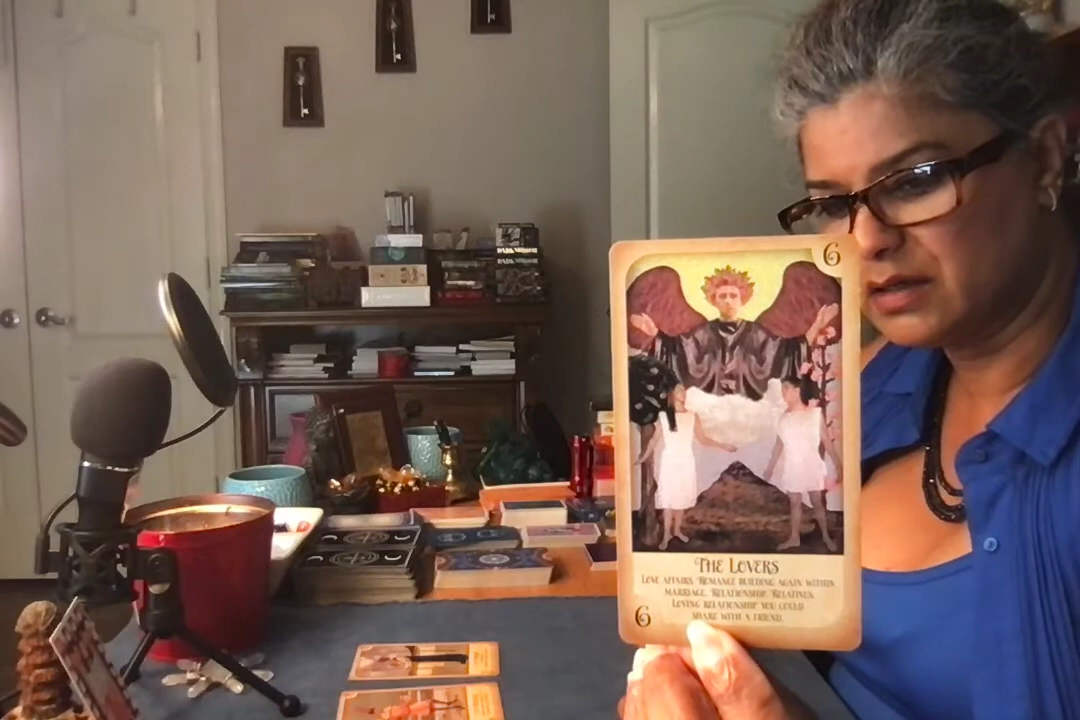 6
THE LOVERS
LOVE AFFAIRS. ROMANCE BUILDING AGAIN WITHIN
MARRIAGE. RELATIONSHIP. RELATIVES.
LOVING RELATIONSHIP YOU COULD
SHARE WITH A FRIEND.
6